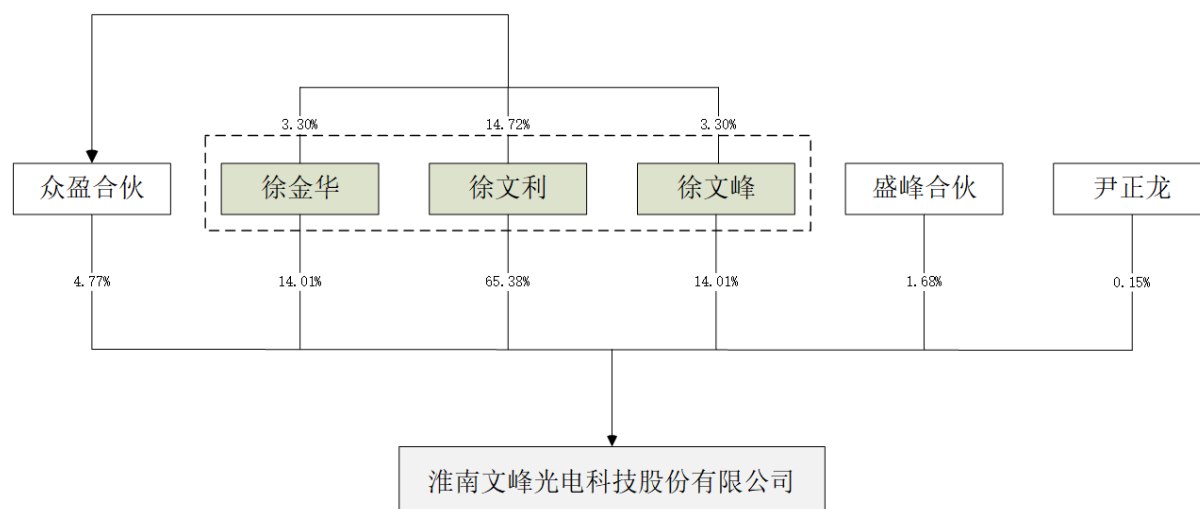 3.30%
14.72%
3.30%
众盈合伙
徐金华
徐文利
徐文峰
盛峰合伙
尹正龙
4.77%
14.01%
65.38%
14.01%
1.68%
0.15%
淮南文峰光电科技股份有限公司